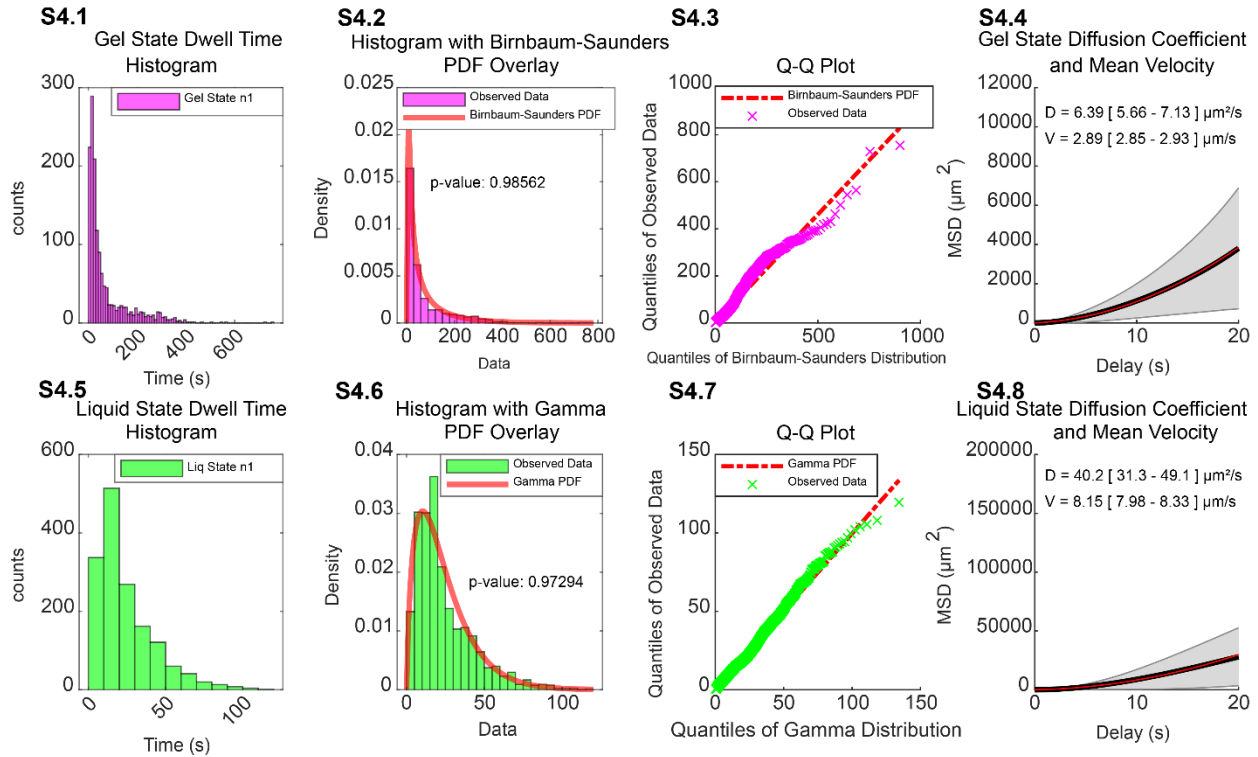 S4.1
Gel State Dwell Time
Histogram
Gel State n1
300
200
100
0
counts
0
200
400
600
Time (s)
S4.2
Histogram with Birnbaum-Saunders
PDF Overlay
Observed Data
Birnbaum-Saunders PDF
p-value: 0.98562
0.025
0.02
0.015
0.01
0.005
0
Density
0
200
400
600
800
Data
S4.3
Q-Q Plot
Birnbaum-Saunders PDF
Observed Data
1000
800
600
400
200
0
Quantiles of Observed Data
0
500
1000
Quantiles of Birnbaum-Saunders Distribution
S4.4
Gel State Diffusion Coefficient
and Mean Velocity
D = 6.39 [ 5.66 - 7.13 ] µm²/s
V = 2.89 [ 2.85 - 2.93 ] µm/s
12000
10000
8000
6000
4000
2000
0
MSD (µm ²)
0
10
20
Delay (s)
S4.5
Liquid State Dwell Time
Histogram
Liq State n1
600
400
200
0
counts
0
50
100
Time (s)
S4.6
Histogram with Gamma
PDF Overlay
Observed Data
Gamma PDF
p-value: 0.97294
0.04
0.03
0.02
0.01
0
Density
0
50
100
Data
S4.7
Q-Q Plot
Gamma PDF
Observed Data
150
100
50
0
Quantiles of Observed Data
0
50
100
150
Quantiles of Gamma Distribution
S4.8
Liquid State Diffusion Coefficient
and Mean Velocity
D = 40.2 [ 31.3 - 49.1 ] µm²/s
V = 8.15 [ 7.98 - 8.33 ] µm/s
200000
150000
100000
50000
0
MSD (µm ²)
0
10
20
Delay (s)